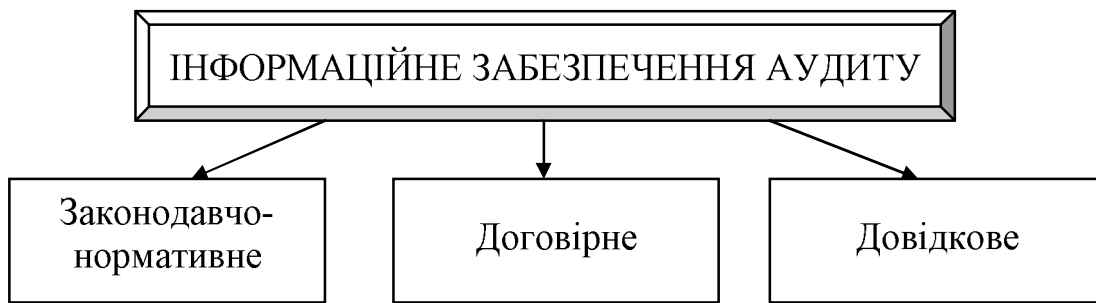 ІНФОРМАЦІЙНЕ ЗАБЕЗПЕЧЕННЯ АУДИТУ
Законодавчо-
нормативне
Договірне
Довідкове